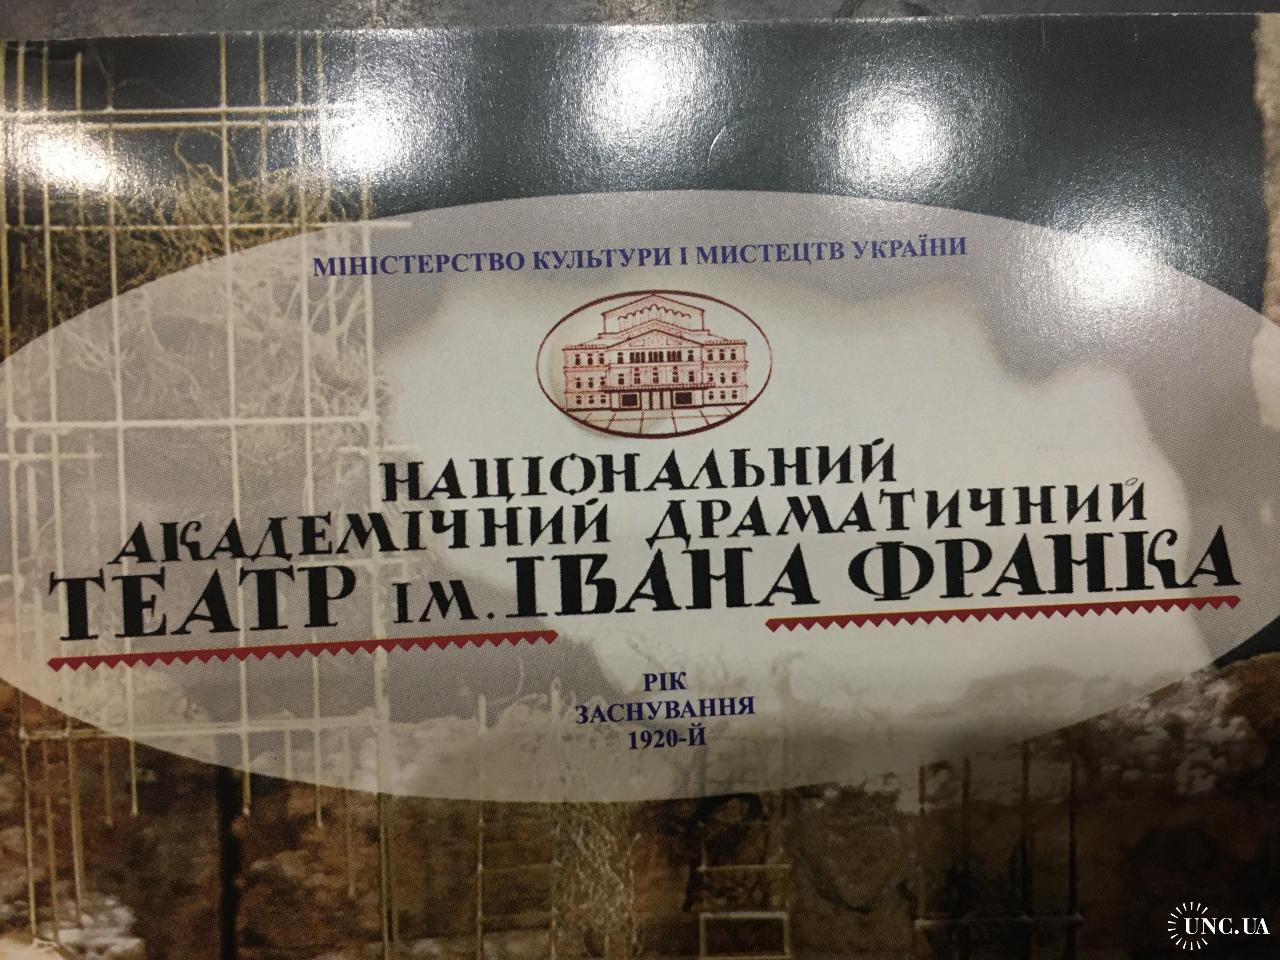 МІНІСТЕРСТВО КУЛЬТУРИ І МИСТЕЦТВ УКРАЇНИ
НАЦІОНАЛЬНИЙ
АКАДЕМІЧНИЙ ДРАМАТИЧНИЙ
ТЕАТР ІМ. ІВАНА ФРАНКА
РІК
ЗАСНУВАННЯ
1920-Й
UNC.UA